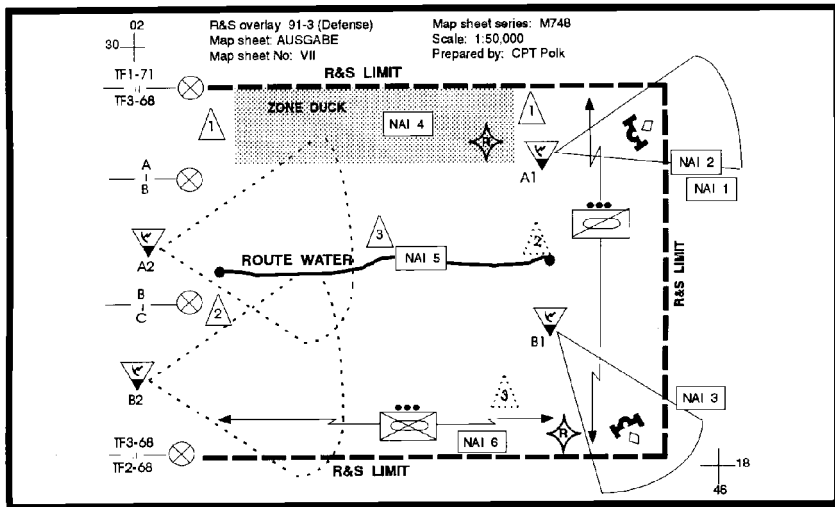 02
30
R&S overlay 91-3 (Defense)
Map sheet: AUSGABE
Map sheet No: VII
Map sheet series: M748
Scale: 1:50,000
Prepared by: CPT Polk
TF1-71
TF3-68
R&S LIMIT
ZONE DUCK
NAI 4
1
1
R
A1
NAI 2
NAI 1
A
B
A2
ROUTE WATER
3
NAI 5
2
R&S LIMIT
B
C
2
B1
B2
3
NAI 3
R
NAI 6
TF3-68
TF2-68
R&S LIMIT
18
46